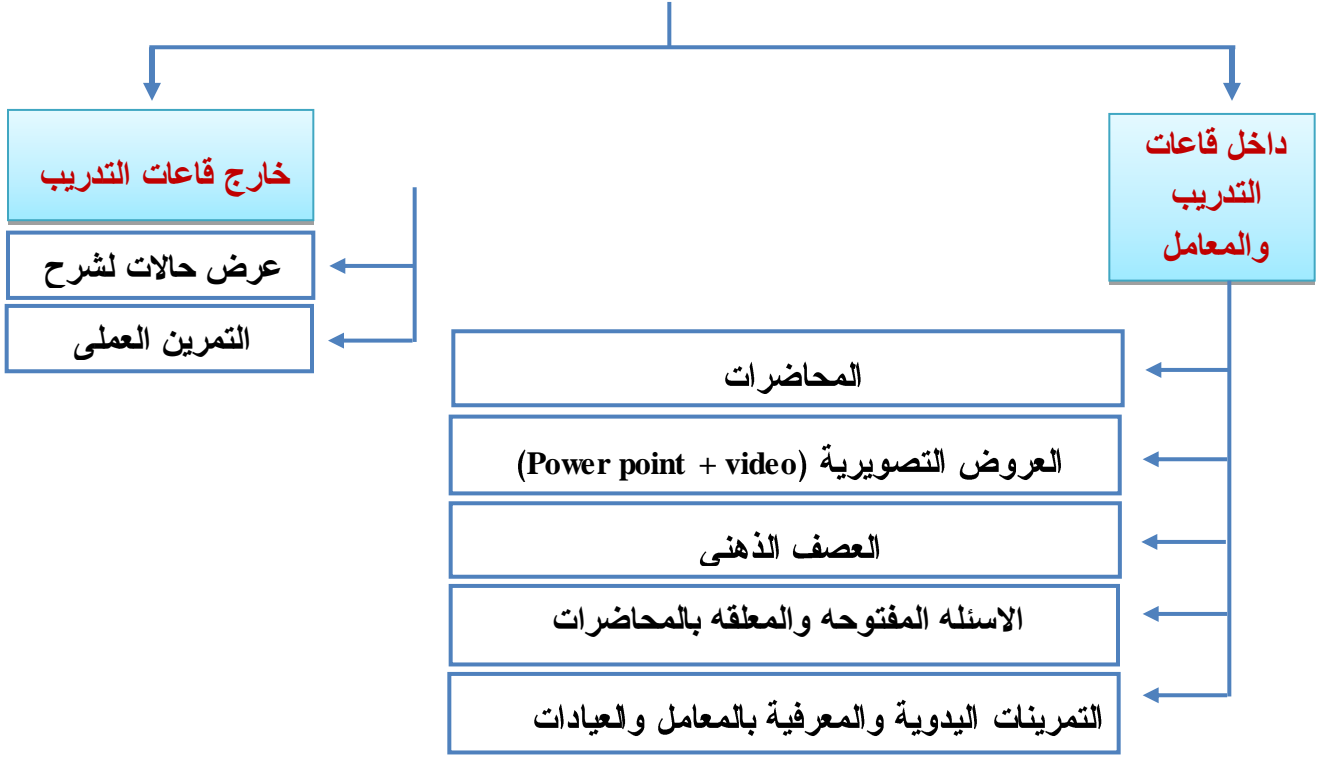 داخل قاعات
التدريب
والمعامل
المحاضرات
العروض التصويرية (Power point + video)
العصف الذهنى
الاسئله المفتوحه والمعلقه بالمحاضرات
التمرينات اليدوية والمعرفية بالمعامل والعيادات
خارج قاعات التدريب
عرض حالات لشرح
التمرين العملى